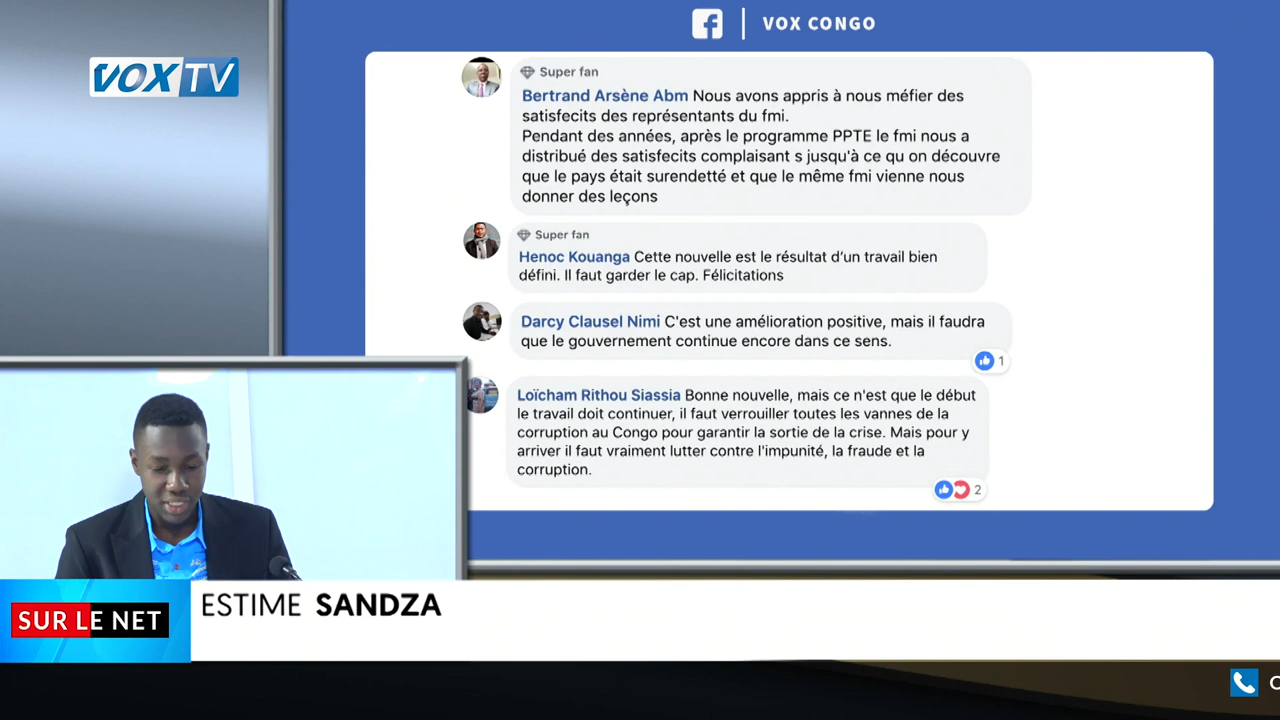 VOX CONGO
VOX TV
Super fan
Bertrand Arsène Abm Nous avons appris à nous méfier des
satisfecits des représentants du fmi.
Pendant des années, après le programme PPTE le fmi nous a
distribué des satisfecits complaisant s jusqu'à ce qu on découvre
que le pays était surendetté et que le même fmi vienne nous
donner des leçons
Super fan
Henoc Kouanga Cette nouvelle est le résultat d'un travail bien
défini. Il faut garder le cap. Félicitations
Darcy Clausel Nimi C'est une amélioration positive, mais il faudra
que le gouvernement continue encore dans ce sens.
1
Loïcham Rithou Siassia Bonne nouvelle, mais ce n'est que le début
le travail doit continuer, il faut verrouiller toutes les vannes de la
corruption au Congo pour garantir la sortie de la crise. Mais pour y
arriver il faut vraiment lutter contre l'impunité, la fraude et la
corruption.
2
ESTIME SANDZA
SUR LE NET